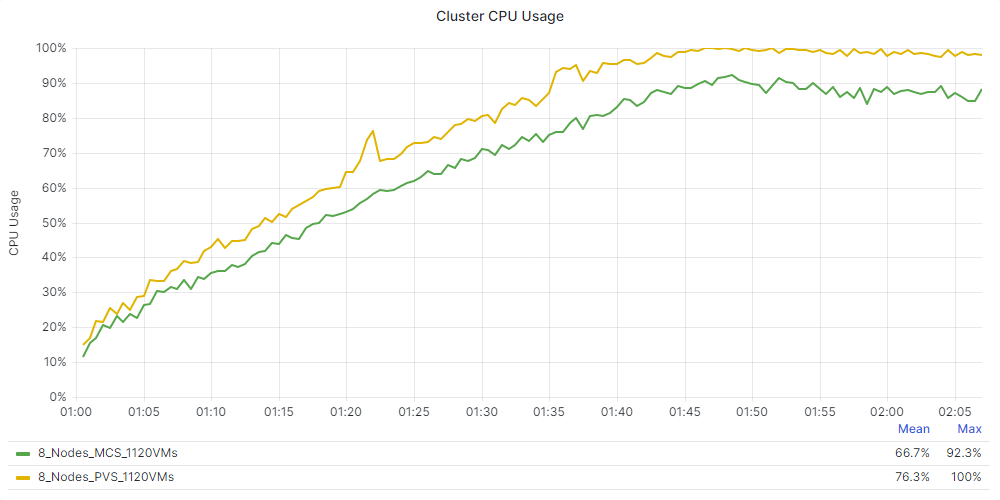 Cluster CPU Usage
CPU Usage
100%
90%
80%
70%
60%
50%
40%
30%
20%
10%
0%
01:00 01:05 01:10 01:15 01:20 01:25 01:30 01:35 01:40 01:45 01:50 01:55 02:00 02:05
Mean Max
8_Nodes_MCS_1120VMs 66.7% 92.3%
8_Nodes_PVS_1120VMs 76.3% 100%